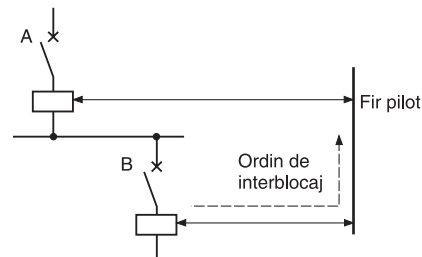 A
Fir pilot
B
Ordin de
interblocaj